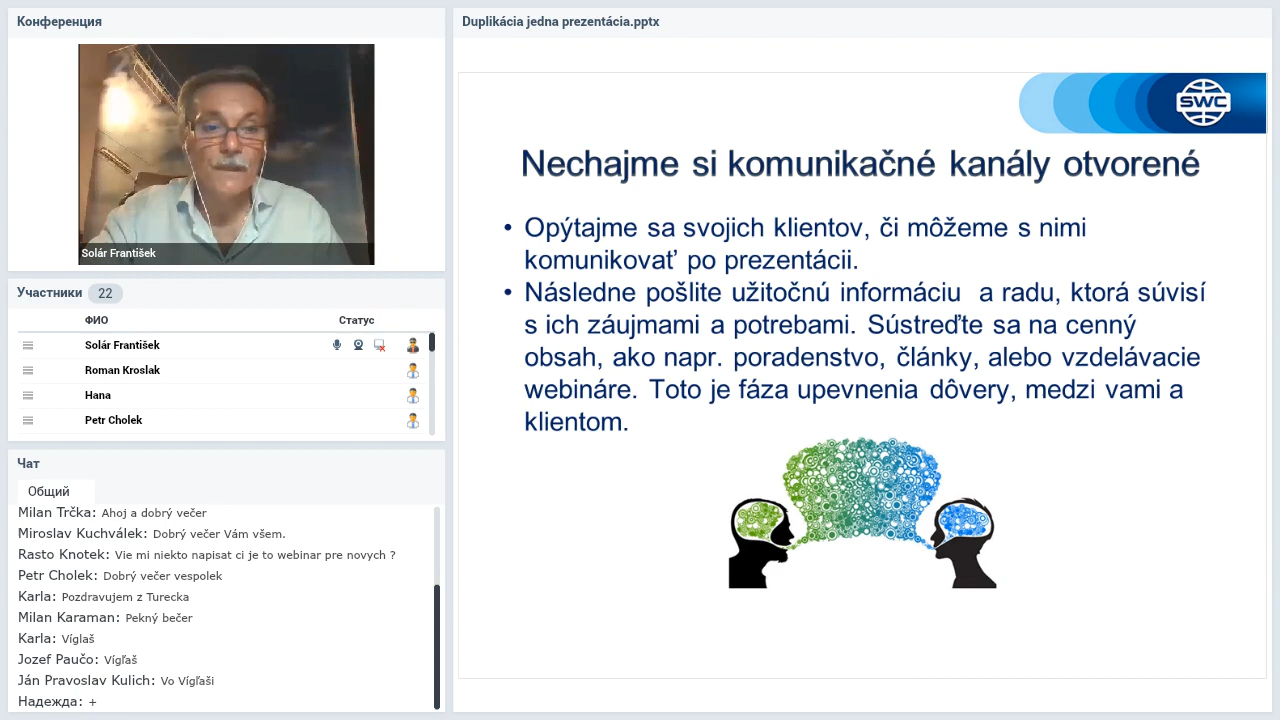 Конференция
Solár František
Участники 22
ФИО Статус
Solár František
Roman Kroslak
Hana
Petr Cholek
Чат
Общий
Milan Trčka: Ahoj a dobrý večer
Miroslav Kuchválek: Dobrý večer Vám všem.
Rasto Knotek: Vie mi niekto napisat ci je to webinar pre novych ?
Petr Cholek: Dobrý večer vespolek
Karla: Pozdravujem z Turecka
Milan Karaman: Pekný bečer
Karla: Víglaš
Jozef Paučo: Vígľaš
Ján Pravoslav Kulich: Vo Vígľaši
Надежда: +
Duplikácia jedna prezentácia.pptx
SWC
Nechajme si komunikačné kanály otvorené
• Opýtajme sa svojich klientov, či môžeme s nimi
komunikovať po prezentácii.
• Následne pošlite užitočnú informáciu a radu, ktorá súvisí
s ich záujmami a potrebami. Sústreďte sa na cenný
obsah, ako napr. poradenstvo, články, alebo vzdelávacie
webináre. Toto je fáza upevnenia dôvery, medzi vami a
klientom.